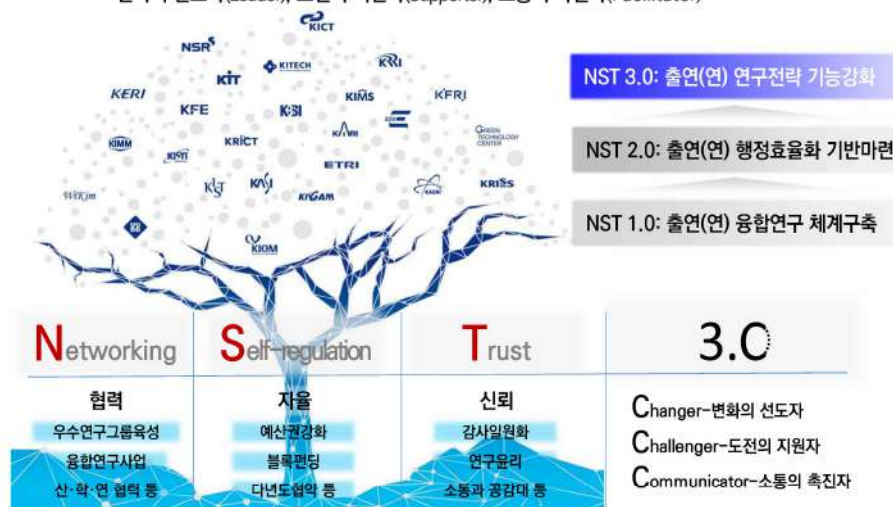 KICT
NSR
KITECH
KRRI
KIT
KERI
KIMS
KFRI
KFE
KBSI
KIMM
KRICT
GREEN
TECHNOLOGY
CENTER
KISTI
ETRI
KIST
KASI
KIGAM
KAERI
KRISS
WiKim
KIOM
NST 3.0: 출연(연) 연구전략 기능강화
NST 2.0: 출연(연) 행정효율화 기반마련
NST 1.0: 출연(연) 융합연구 체계구축
Networking
Self-regulation
Trust
3.0
협력
우수연구그룹육성
융합연구사업
산·학·연 협력 등
자율
예산권강화
블록펀딩
다년도협약 등
신뢰
감사일원화
연구윤리
소통과 공감대 등
Changer-변화의 선도자
Challenger-도전의 지원자
Communicator-소통의 촉진자